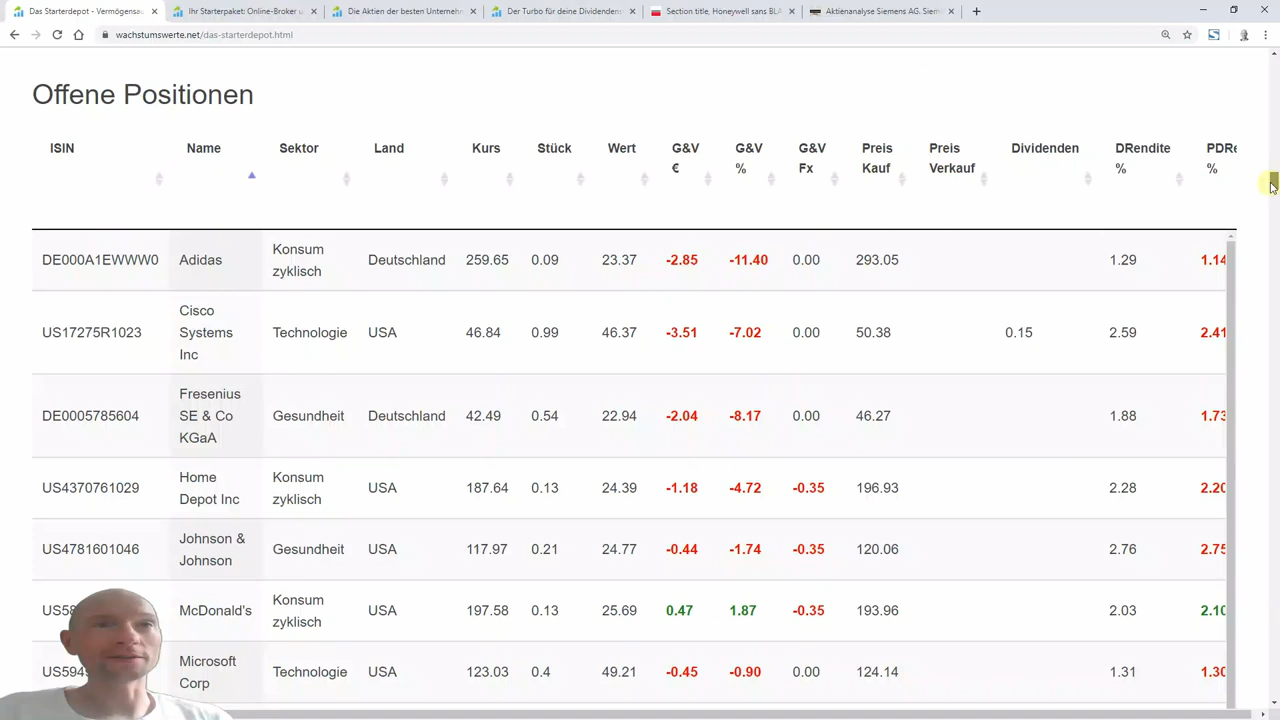 Das Starterdepot - Vermögensau
Ihr Starterpaket: Online-Broker u
Die Aktien der besten Unternehm
Der Turbo für deine Dividenden
Section title, Honeywell sans BLA
Aktienanalyse Siemens AG. Siem
wachstumswerte.net/das-starterdepot.html
Offene Positionen
ISIN Name Sektor Land Kurs Stück Wert G&V € G&V % G&V Fx Preis Kauf Preis Verkauf Dividenden DRendite % PDRe %
DE000A1EWWW0 Adidas Konsum zyklisch Deutschland 259.65 0.09 23.37 -2.85 -11.40 0.00 293.05 1.29 1.14
US17275R1023 Cisco Systems Inc Technologie USA 46.84 0.99 46.37 -3.51 -7.02 0.00 50.38 0.15 2.59 2.41
DE0005785604 Fresenius SE & Co KGaA Gesundheit Deutschland 42.49 0.54 22.94 -2.04 -8.17 0.00 46.27 1.88 1.73
US4370761029 Home Depot Inc Konsum zyklisch USA 187.64 0.13 24.39 -1.18 -4.72 -0.35 196.93 2.28 2.20
US4781601046 Johnson & Johnson Gesundheit USA 117.97 0.21 24.77 -0.44 -1.74 -0.35 120.06 2.76 2.75
US58 McDonald's Konsum zyklisch USA 197.58 0.13 25.69 0.47 1.87 -0.35 193.96 2.03 2.10
US594 Microsoft Corp Technologie USA 123.03 0.4 49.21 -0.45 -0.90 0.00 124.14 1.31 1.30